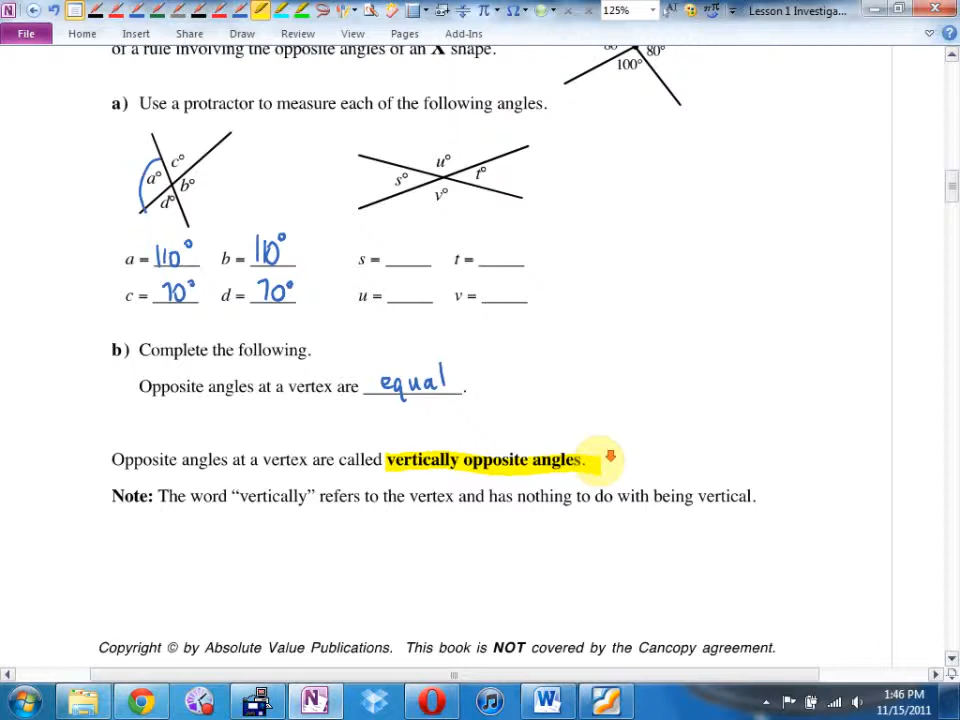 125%
Lesson 1 Investiga...
File Home Insert Share Draw Review View Pages Add-Ins
of a rule involving the opposite angles of an X shape.
80°
100°
a) Use a protractor to measure each of the following angles.
c°
a°
b°
d°
u°
s°
t°
v°
a = 110° b = 110° s = ____ t = ____
c = 70° d = 70° u = ____ v = ____
b) Complete the following.
Opposite angles at a vertex are equal.
Opposite angles at a vertex are called vertically opposite angles.
Note: The word “vertically” refers to the vertex and has nothing to do with being vertical.
Copyright © by Absolute Value Publications. This book is NOT covered by the Cancopy agreement.
1:46 PM
11/15/2011